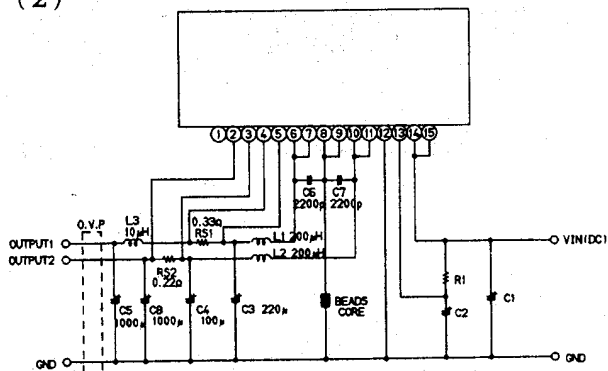 (2)
① ② ③ ④ ⑤ ⑥ ⑦ ⑧ ⑨ ⑩ ⑪ ⑫ ⑬ ⑭ ⑮
C6
2200p
C7
2200p
O.V.P
L3
10μH
0.33Ω
RS1
L1 200μH
L2 200μH
OUTPUT1
OUTPUT2
VIN(DC)
RS2
0.22Ω
R1
C5
1000μ
C8
1000μ
C4
100μ
C3 220μ
BEADS
CORE
C2
C1
GND
GND